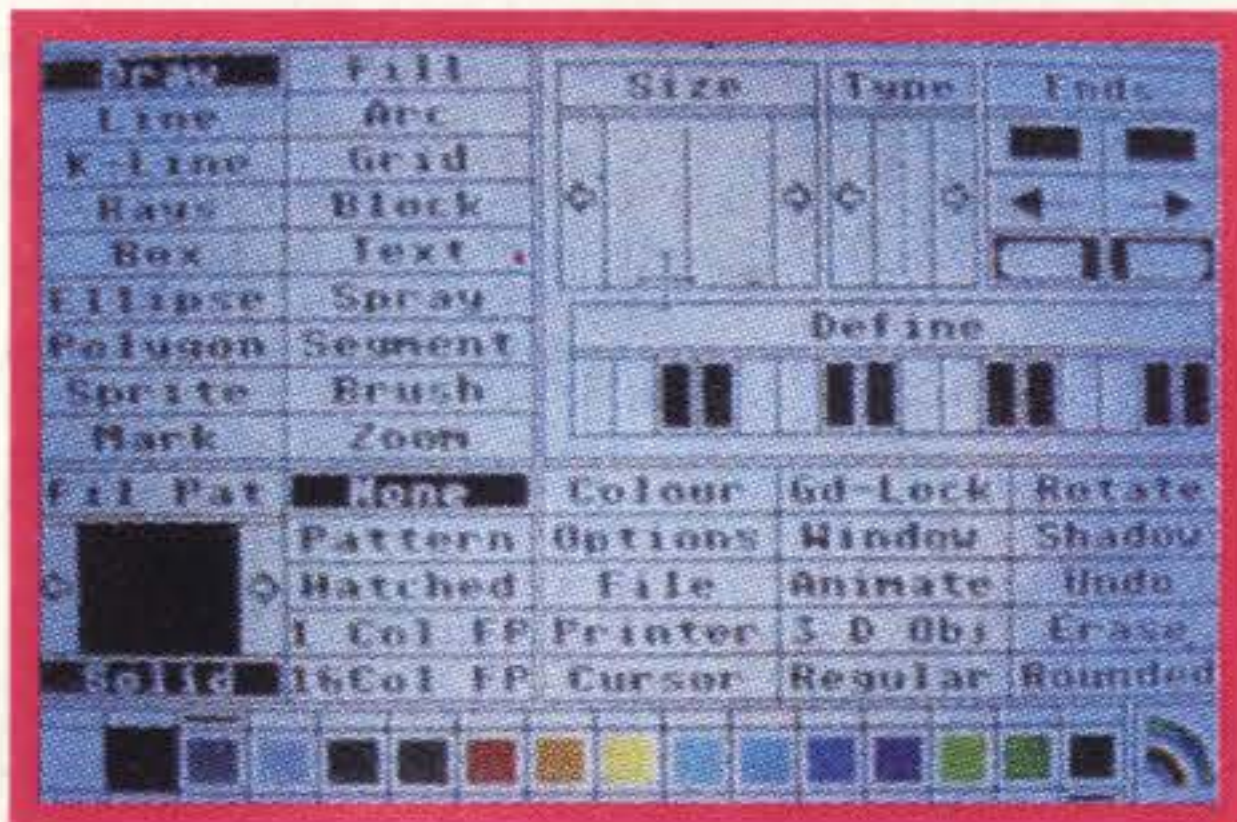 Draw Fill
Line Arc
K-Line Grid
Rays Block
Box Text
Ellipse Spray
Polygon Segment
Sprite Brush
Mark Zoom
Size Type Ends
Define
Fil Pat None Colour Gd-Lock Rotate
Pattern Options Window Shadow
Hatched File Animate Undo
1 Col FP Printer 3 D Obj Erase
Solid 16Col FP Cursor Regular Rounded